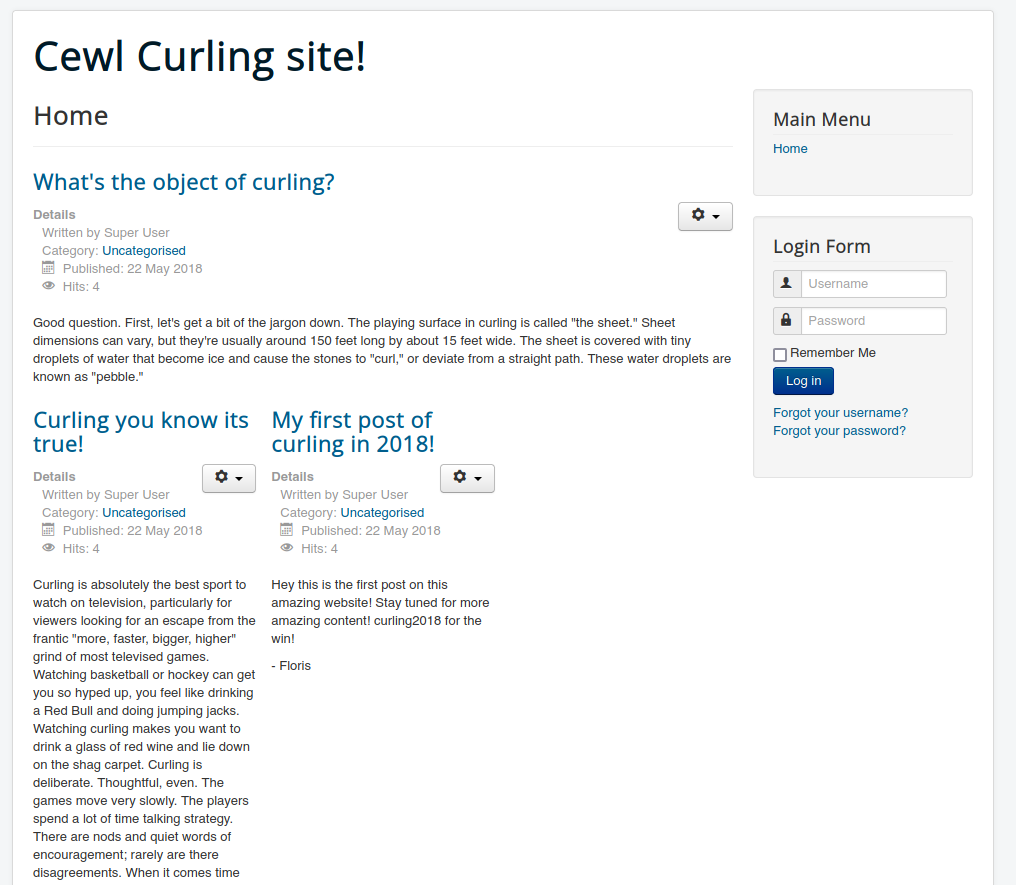 Cewl Curling site!
Home
What's the object of curling?
Details
Written by Super User
Category: Uncategorised
Published: 22 May 2018
Hits: 4
Good question. First, let's get a bit of the jargon down. The playing surface in curling is called "the sheet." Sheet
dimensions can vary, but they're usually around 150 feet long by about 15 feet wide. The sheet is covered with tiny
droplets of water that become ice and cause the stones to "curl," or deviate from a straight path. These water droplets are
known as "pebble."
Curling you know its
true!
Details
Written by Super User
Category: Uncategorised
Published: 22 May 2018
Hits: 4
Curling is absolutely the best sport to
watch on television, particularly for
viewers looking for an escape from the
frantic "more, faster, bigger, higher"
grind of most televised games.
Watching basketball or hockey can get
you so hyped up, you feel like drinking
a Red Bull and doing jumping jacks.
Watching curling makes you want to
drink a glass of red wine and lie down
on the shag carpet. Curling is
deliberate. Thoughtful, even. The
games move very slowly. The players
spend a lot of time talking strategy.
There are nods and quiet words of
encouragement; rarely are there
disagreements. When it comes time
My first post of
curling in 2018!
Details
Written by Super User
Category: Uncategorised
Published: 22 May 2018
Hits: 4
Hey this is the first post on this
amazing website! Stay tuned for more
amazing content! curling2018 for the
win!
- Floris
Main Menu
Home
Login Form
Username
Password
Remember Me
Log in
Forgot your username?
Forgot your password?